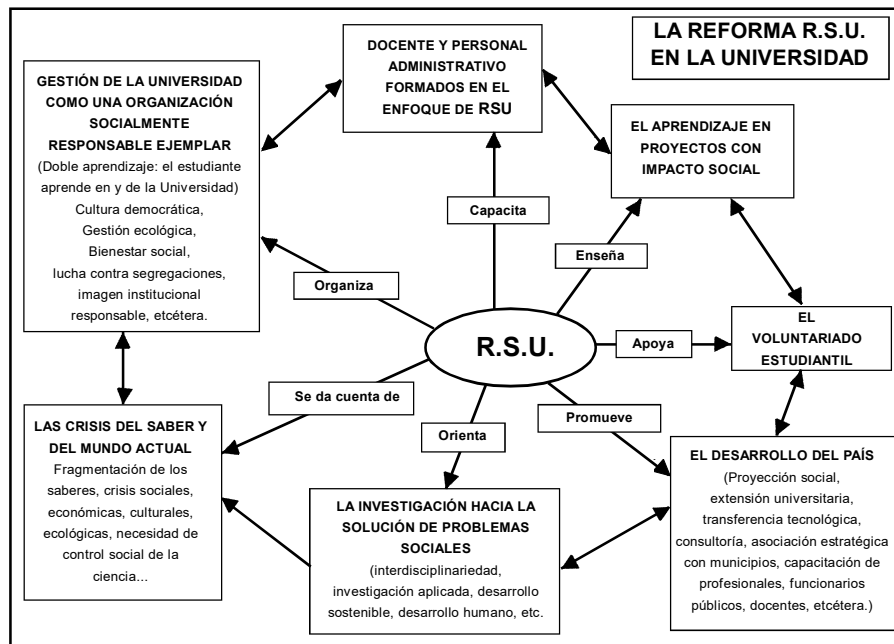 LA REFORMA R.S.U.
EN LA UNIVERSIDAD
DOCENTE Y PERSONAL
ADMINISTRATIVO
FORMADOS EN EL
ENFOQUE DE RSU
GESTIÓN DE LA UNIVERSIDAD
COMO UNA ORGANIZACIÓN
SOCIALMENTE
RESPONSABLE EJEMPLAR
(Doble aprendizaje: el estudiante
aprende en y de la Universidad)
Cultura democrática,
Gestión ecológica,
Bienestar social,
lucha contra segregaciones,
imagen institucional
responsable, etcétera.
EL APRENDIZAJE EN
PROYECTOS CON
IMPACTO SOCIAL
Capacita
Enseña
Organiza
R.S.U.
Apoya
EL
VOLUNTARIADO
ESTUDIANTIL
Se da cuenta de
Promueve
Orienta
LAS CRISIS DEL SABER Y
DEL MUNDO ACTUAL
Fragmentación de los
saberes, crisis sociales,
económicas, culturales,
ecológicas, necesidad de
control social de la
ciencia...
LA INVESTIGACIÓN HACIA LA
SOLUCIÓN DE PROBLEMAS
SOCIALES
(interdisciplinariedad,
investigación aplicada, desarrollo
sostenible, desarrollo humano, etc.
EL DESARROLLO DEL PAÍS
(Proyección social,
extensión universitaria,
transferencia tecnológica,
consultoría, asociación estratégica
con municipios, capacitación de
profesionales, funcionarios
públicos, docentes, etcétera.)